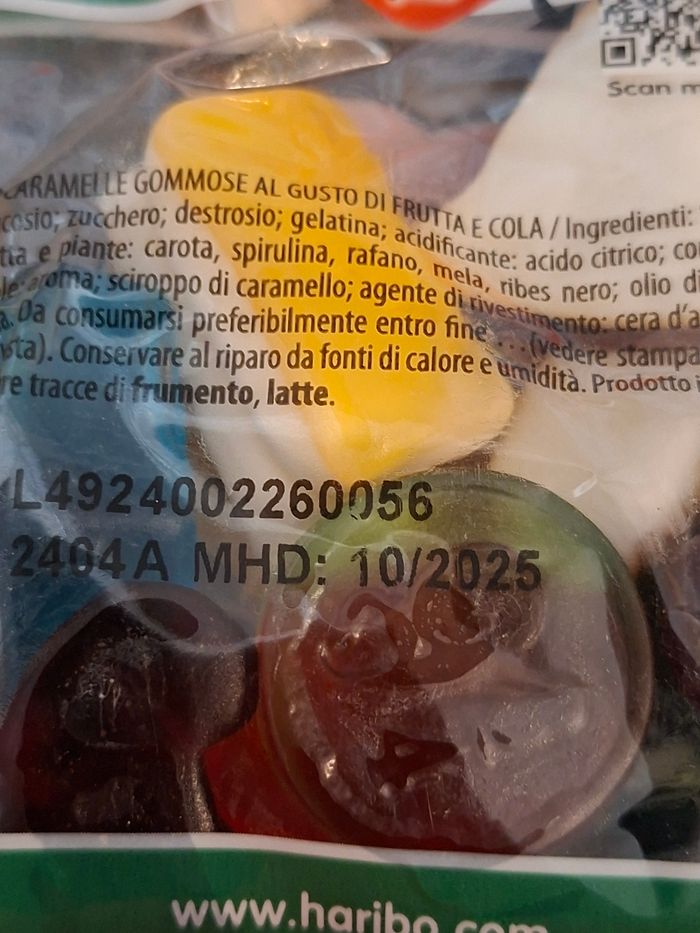 Scan
CARAMELLE GOMMOSE AL GUSTO DI FRUTTA E COLA / Ingredienti:
zucchero; destrosio; gelatina; acidificante: acido citrico;
e piante: carota, spirulina, rafano, mela, ribes nero; olio
aroma; sciroppo di caramello; agente di rivestimento: cera
Da consumarsi preferibilmente entro fine ... (vedere
Conservare al riparo da fonti di calore e umidità. Prodotto
tracce di frumento, latte.
L4924002260056
2404A MHD: 10/2025
www.haribo.com